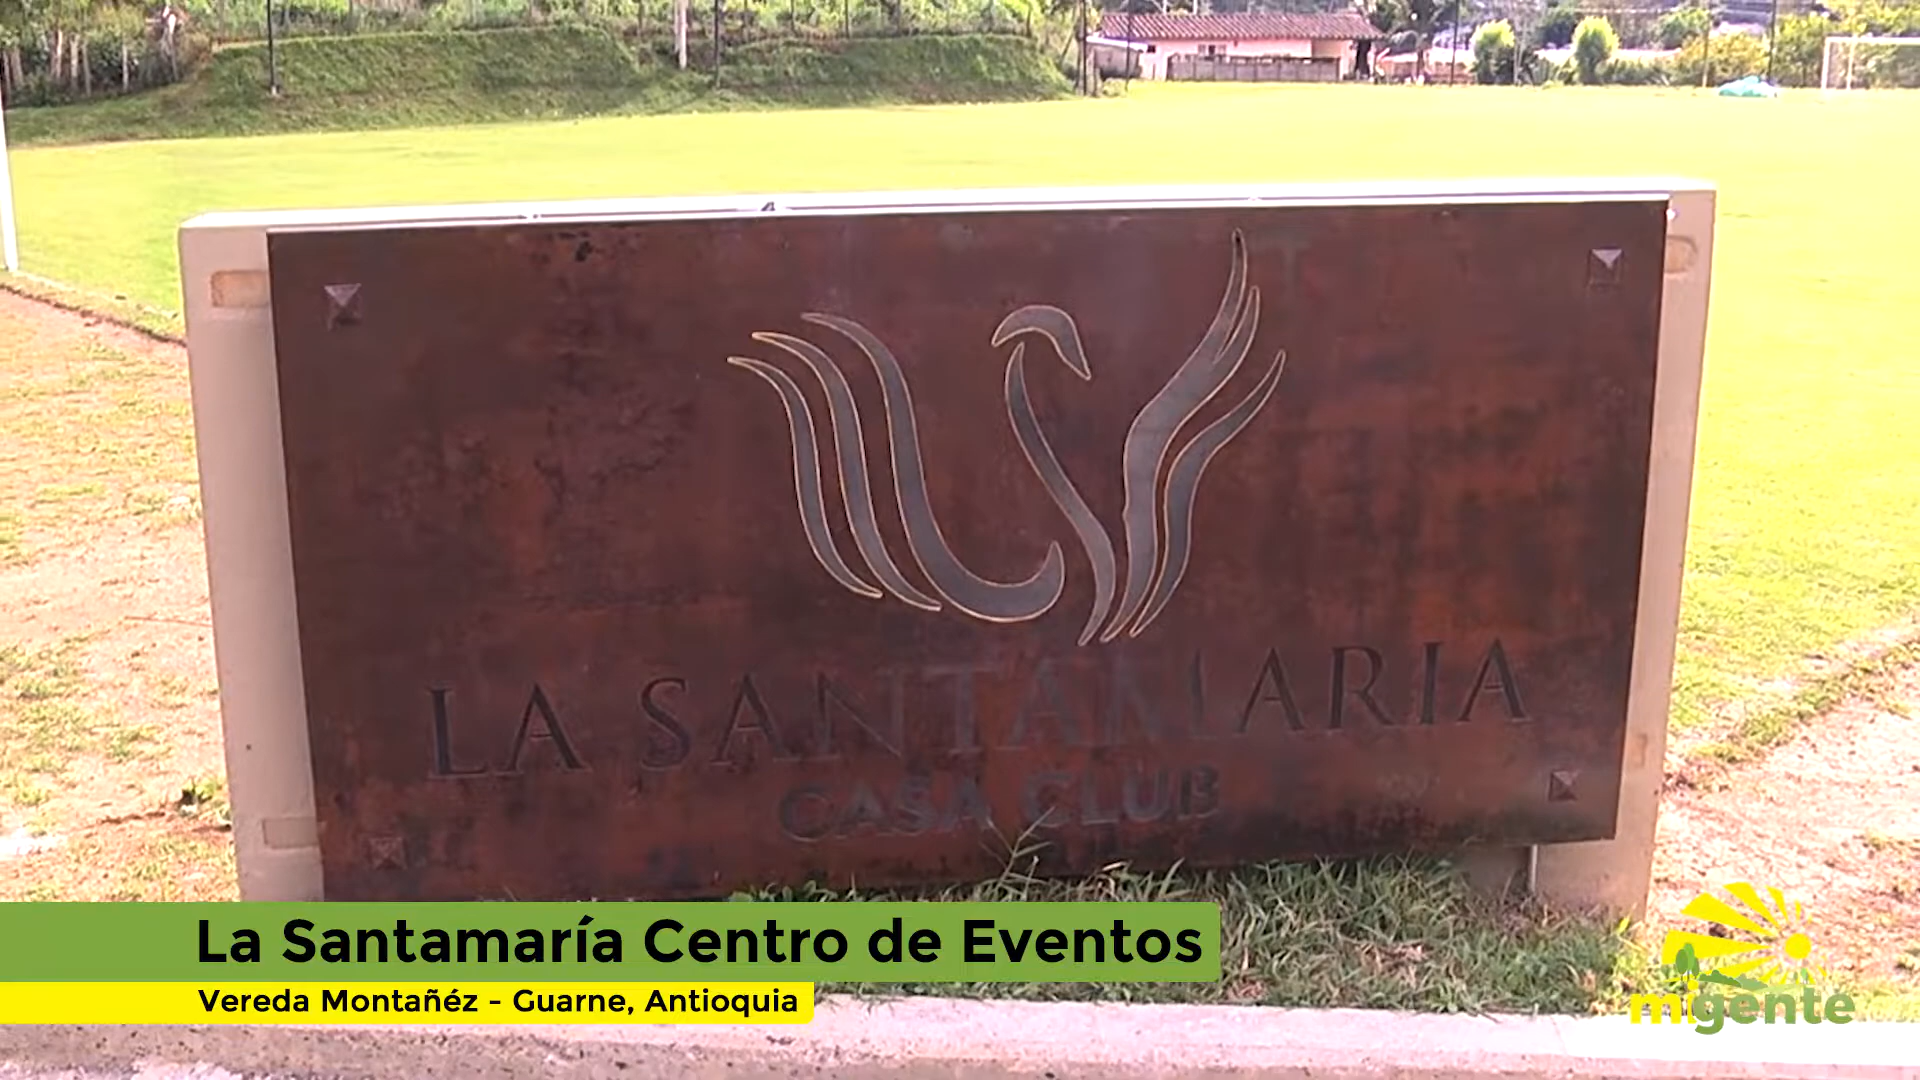 LA SANTAMARIA
CASA CLUB
La Santamaría Centro de Eventos
Vereda Montañéz - Guarne, Antioquia
migente